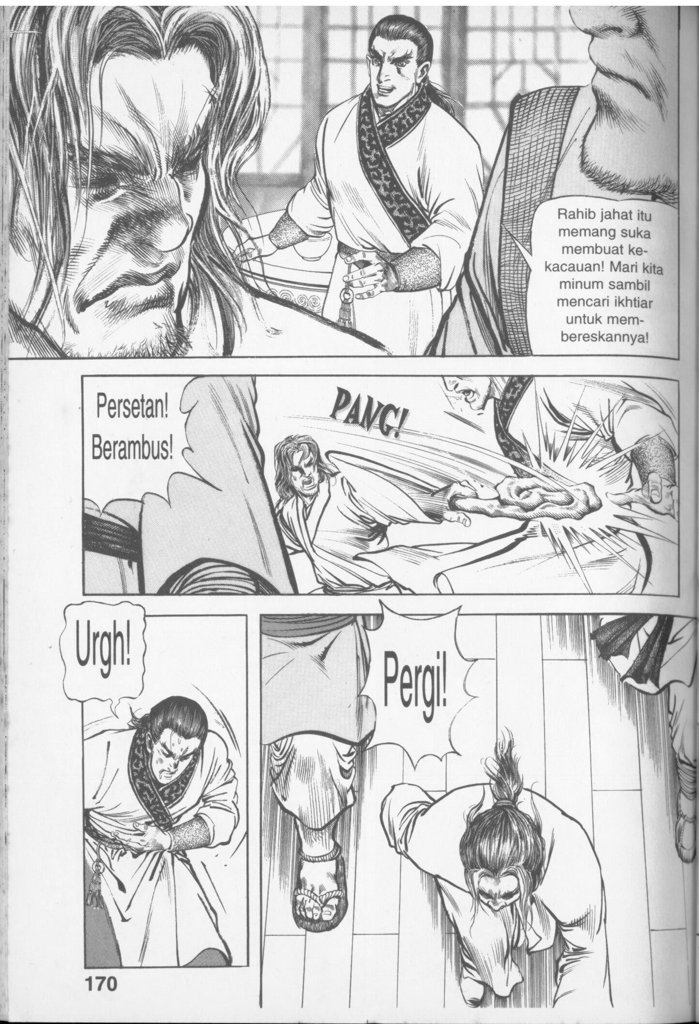 Rahib jahat itu
memang suka
membuat ke-
kacauan! Mari kita
minum sambil
mencari ikhtiar
untuk mem-
bereskannya!
Persetan!
Berambus!
PANG!
Urgh!
Pergi!
170